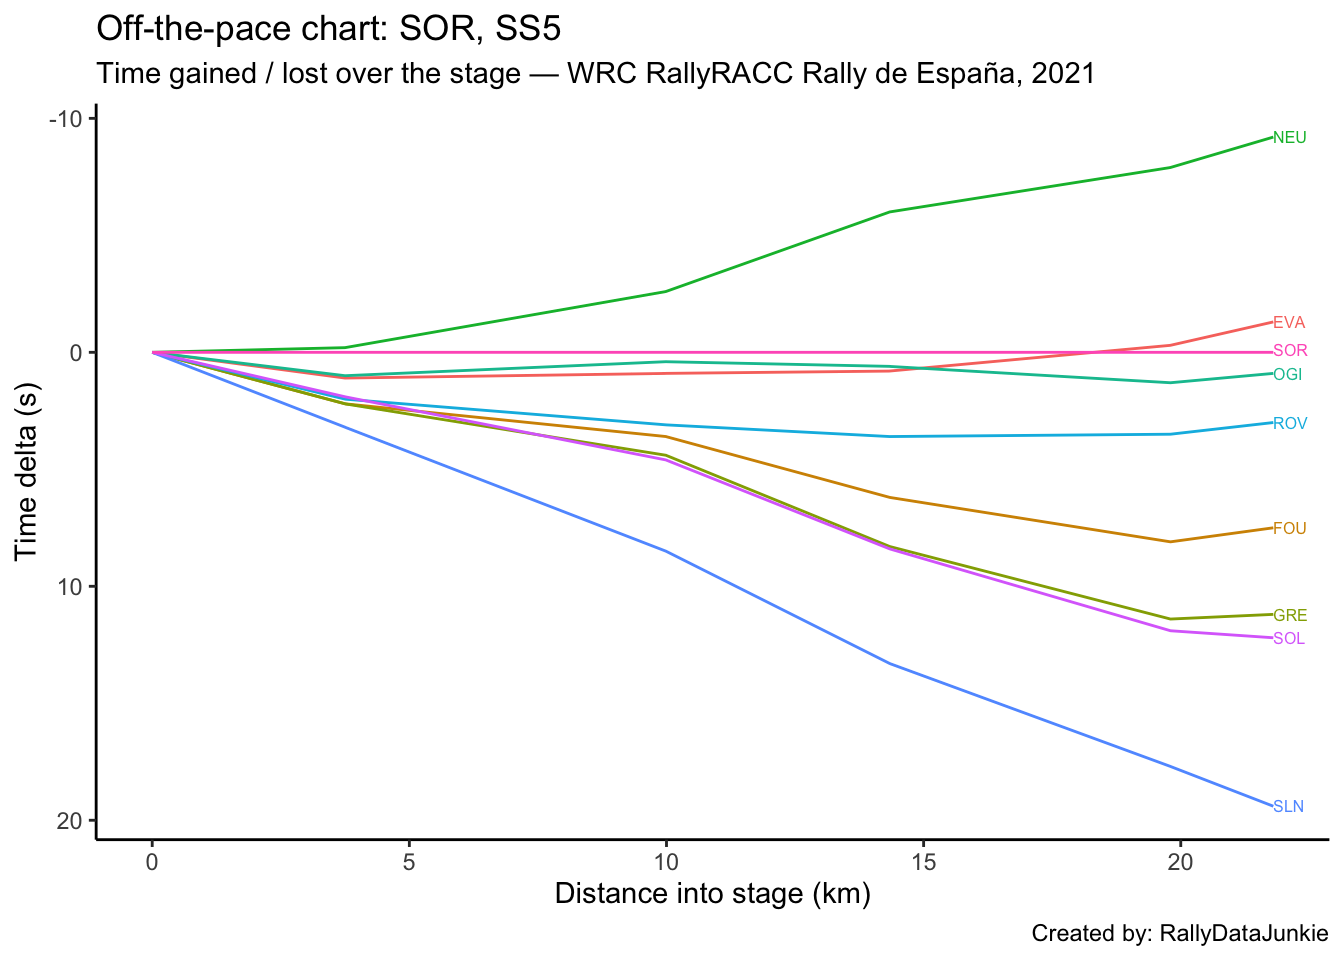 Off-the-pace chart: SOR, SS5
Time gained / lost over the stage — WRC RallyRACC Rally de España, 2021
-10
0
10
20
Time delta (s)
NEU
EVA
SOR
OGI
ROV
FOU
GRE
SOL
SLN
0 5 10 15 20
Distance into stage (km)
Created by: RallyDataJunkie